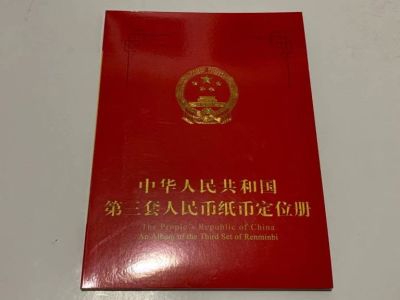 中华人民共和国
第三套人民币纸币定位册
The People's Republic of China
An Album of the Third Set of Renminbi